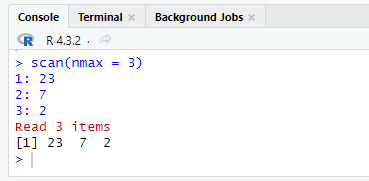 Console Terminal × Background Jobs ×
R R 4.3.2 ·
> scan(nmax = 3)
1: 23
2: 7
3: 2
Read 3 items
[1] 23  7  2
>